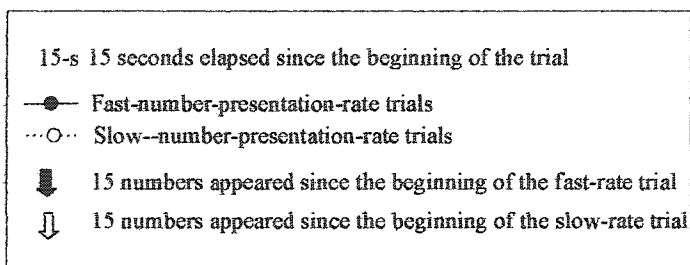 15-s 15 seconds elapsed since the beginning of the trial
Fast-number-presentation-rate trials
Slow--number-presentation-rate trials
15 numbers appeared since the beginning of the fast-rate trial
15 numbers appeared since the beginning of the slow-rate trial